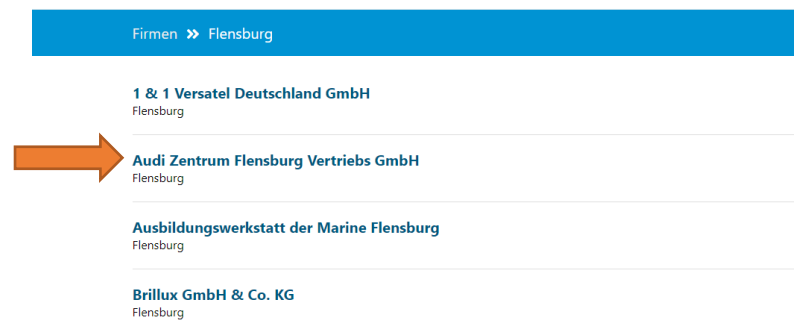 Firmen » Flensburg
1 & 1 Versatel Deutschland GmbH
Flensburg
Audi Zentrum Flensburg Vertriebs GmbH
Flensburg
Ausbildungswerkstatt der Marine Flensburg
Flensburg
Brillux GmbH & Co. KG
Flensburg